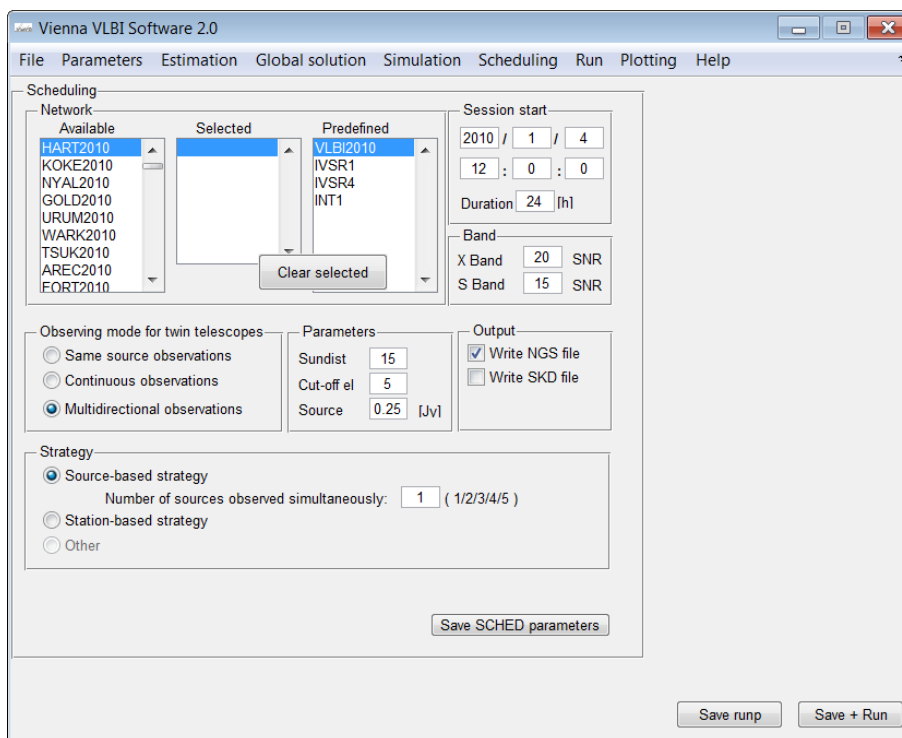 Vienna VLBI Software 2.0
File Parameters Estimation Global solution Simulation Scheduling Run Plotting Help
Scheduling
Network
Available Selected Predefined
HART2010
KOKE2010
NYAL2010
GOLD2010
URUM2010
WARK2010
TSUK2010
AREC2010
FORT2010
VLBI2010
IVSR1
IVSR4
INT1
Clear selected
Session start
2010 / 1 / 4
12 : 0 : 0
Duration 24 [h]
Band
X Band 20 SNR
S Band 15 SNR
Observing mode for twin telescopes
Same source observations
Continuous observations
Multidirectional observations
Parameters
Sundist 15
Cut-off el 5
Source 0.25 [Jy]
Output
Write NGS file
Write SKD file
Strategy
Source-based strategy
Number of sources observed simultaneously: 1 ( 1/2/3/4/5 )
Station-based strategy
Other
Save SCHED parameters
Save runp Save + Run